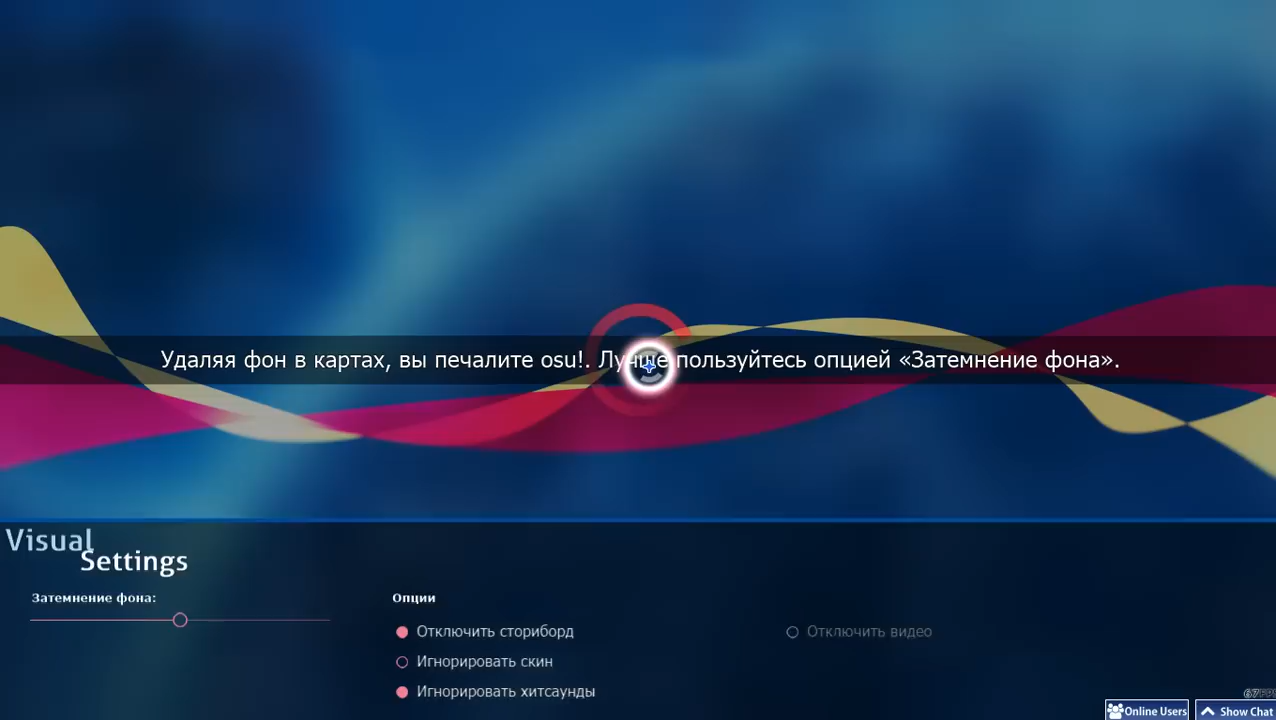 Удаляя фон в картах, вы печалите osu!. Лучше пользуйтесь опцией «Затемнение фона».
Visual
Settings
Затемнение фона:
Опции
Отключить сториборд
Отключить видео
Игнорировать скин
Игнорировать хитсаунды
Online Users
Show Chat